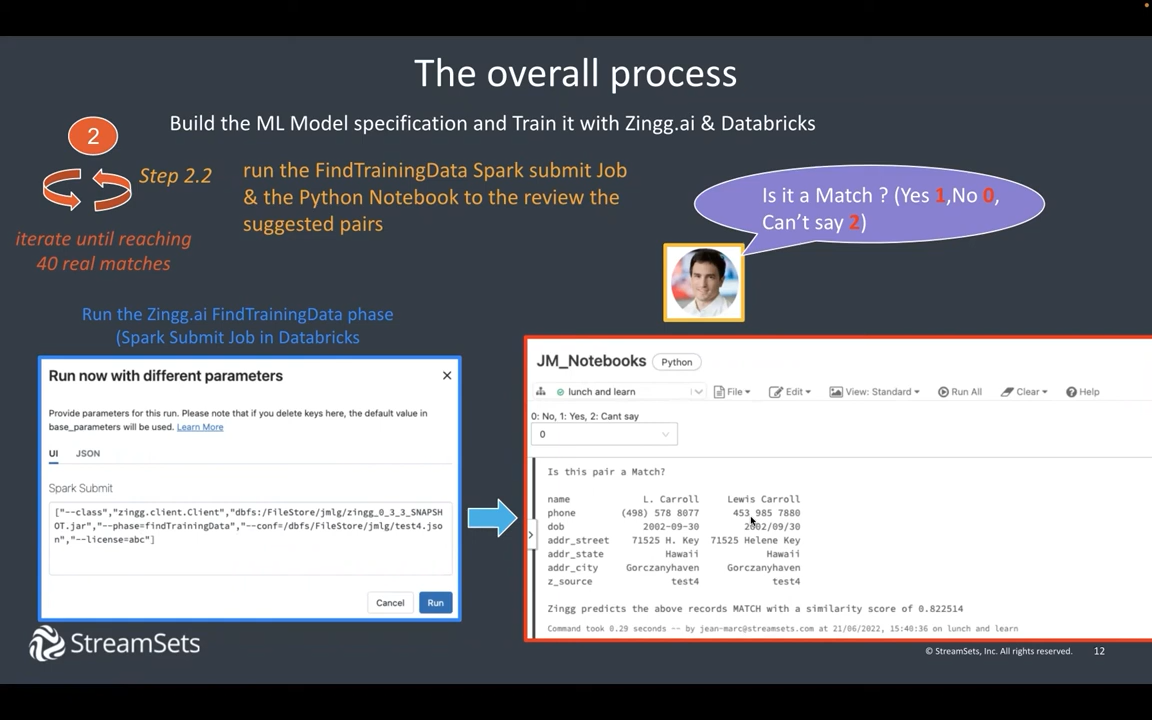 The overall process
2
Build the ML Model specification and Train it with Zingg.ai & Databricks
Step 2.2
run the FindTrainingData Spark submit Job
& the Python Notebook to the review the
suggested pairs
iterate until reaching
40 real matches
Is it a Match ? (Yes 1,No 0,
Can't say 2)
Run the Zingg.ai FindTrainingData phase
(Spark Submit Job in Databricks
Run now with different parameters
Provide parameters for this run. Please note that if you delete keys here, the default value in
base_parameters will be used. Learn More
UI JSON
Spark Submit
["--class","zingg.client.Client","dbfs:/FileStore/jmlg/zingg_0_3_3_SNAPSH
OT.jar","--phase=findTrainingData","--conf=/dbfs/FileStore/jmlg/test4.jso
n","--license=abc"]
Cancel Run
JM_Notebooks Python
lunch and learn File Edit View: Standard Run All Clear Help
0: No, 1: Yes, 2: Cant say
0
Is this pair a Match?
name L. Carroll Lewis Carroll
phone (498) 578 8077 453 985 7880
dob 2002-09-30 2002/09/30
addr_street 71525 H. Key 71525 Helene Key
addr_state Hawaii Hawaii
addr_city Gorczanyhaven Gorczanyhaven
z_source test4 test4
Zingg predicts the above records MATCH with a similarity score of 0.822514
Command took 0.29 seconds -- by jean-marc@streamsets.com at 21/06/2022, 15:40:36 on lunch and learn
StreamSets
© StreamSets, Inc. All rights reserved. 12